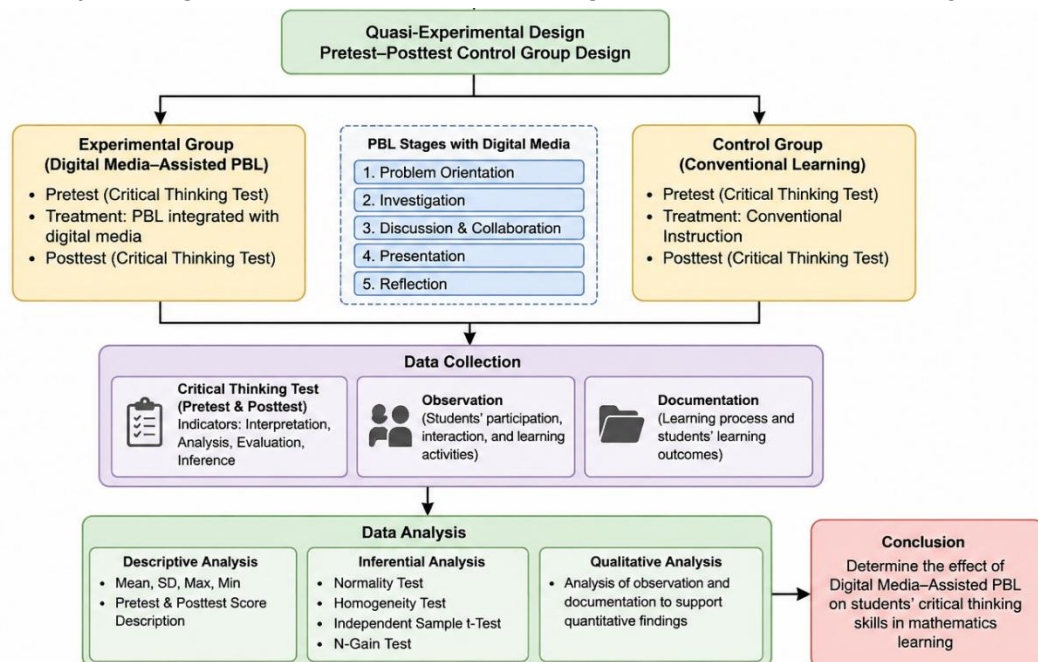 Quasi-Experimental Design
Pretest–Posttest Control Group Design
Experimental Group
(Digital Media–Assisted PBL)
• Pretest (Critical Thinking Test)
• Treatment: PBL integrated with
digital media
• Posttest (Critical Thinking Test)
PBL Stages with Digital Media
1. Problem Orientation
2. Investigation
3. Discussion & Collaboration
4. Presentation
5. Reflection
Control Group
(Conventional Learning)
• Pretest (Critical Thinking Test)
• Treatment: Conventional
Instruction
• Posttest (Critical Thinking Test)
Data Collection
Critical Thinking Test
(Pretest & Posttest)
Indicators: Interpretation,
Analysis, Evaluation,
Inference
Observation
(Students’ participation,
interaction, and learning
activities)
Documentation
(Learning process and
students’ learning
outcomes)
Data Analysis
Descriptive Analysis
• Mean, SD, Max, Min
• Pretest & Posttest Score
Description
Inferential Analysis
• Normality Test
• Homogeneity Test
• Independent Sample t-Test
• N-Gain Test
Qualitative Analysis
• Analysis of observation and
documentation to support
quantitative findings
Conclusion
Determine the effect of
Digital Media–Assisted PBL
on students’ critical thinking
skills in mathematics
learning